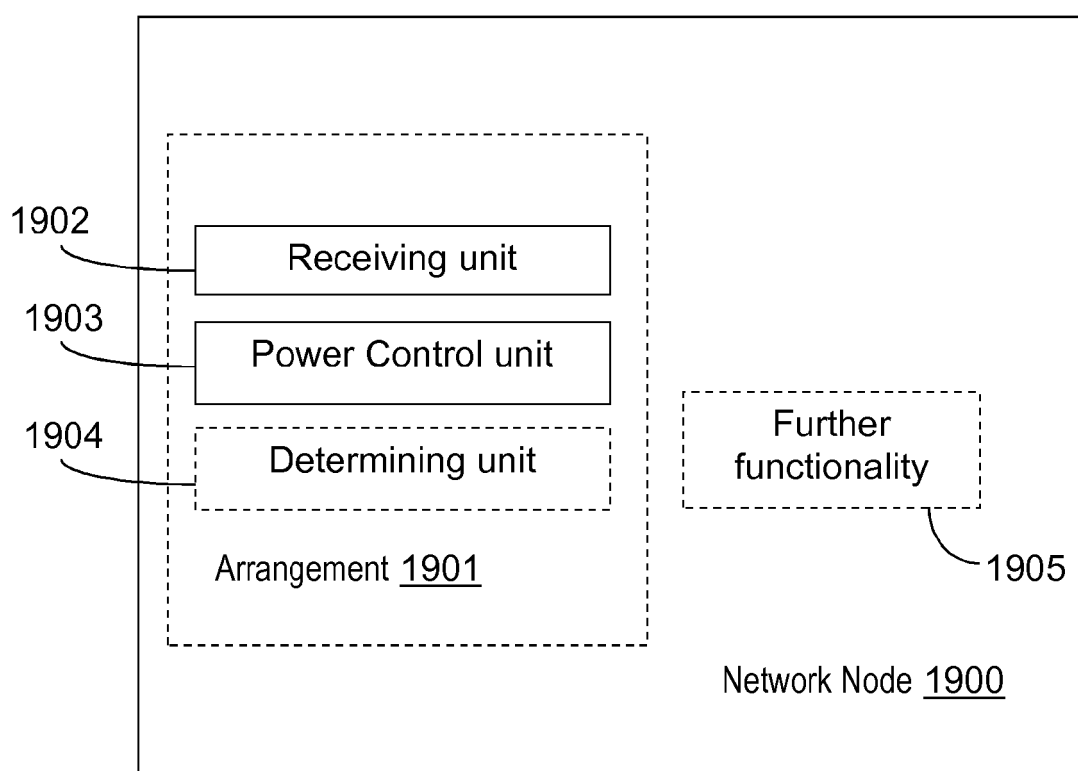 1902
Receiving unit
1903
Power Control unit
1904
Determining unit
Further
functionality
Arrangement 1901
1905
Network Node 1900